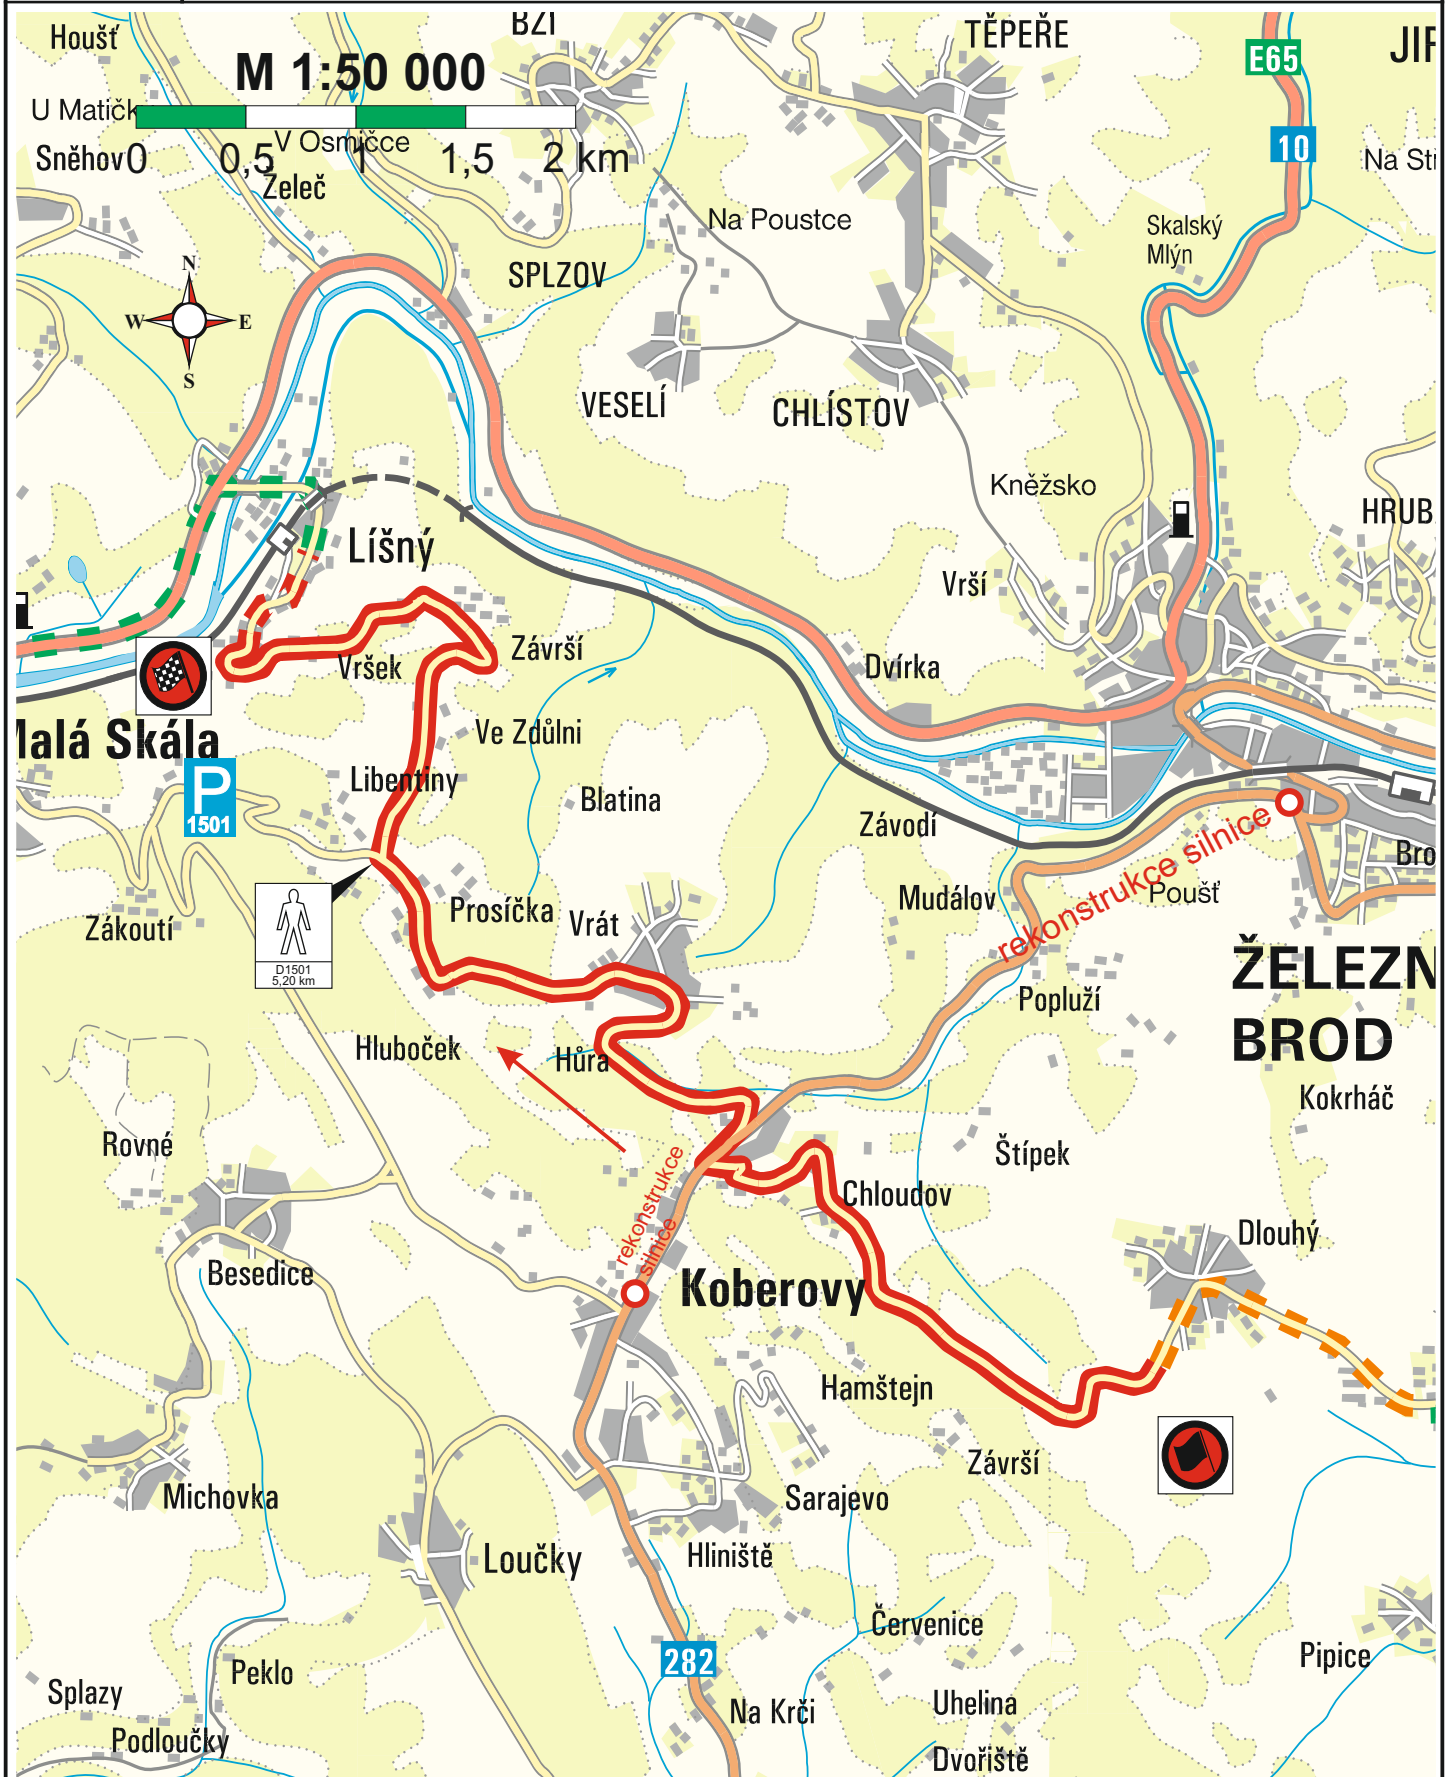 Houšť
BZÍ
TĚPEŘE
E65
M 1:50 000
U Matičk
10
V Osmičce
Sněhov
0 0,5 1 1,5 2 km
Na Str
Želeč
Na Poustce
Skalský
Mlýn
N
SPLZOV
W E
S
VESELÍ
CHLÍSTOV
Kněžsko
HRUB
Líšný
Vrší
Závrší
Vršek
Dvírka
Malá Skála
Ve Zdůlni
Libentiny
P
Blatina
1501
Závodí
rekonstrukce silnice
Bro
Mudálov
Poušť
Prosíčka
Vrát
Zákoutí
ŽELEZN
D1501
5,20 km
Popluží
BROD
Hluboček
Hůra
Kokrháč
Rovné
Štípek
rekonstrukce
silnice
Chloudov
Dlouhý
Besedice
Koberovy
Hamštejn
Závrší
Michovka
Sarajevo
Loučky
Hliniště
Červenice
282
Pipice
Peklo
Splazy
Uhelina
Na Krči
Podloučky
Dvořiště